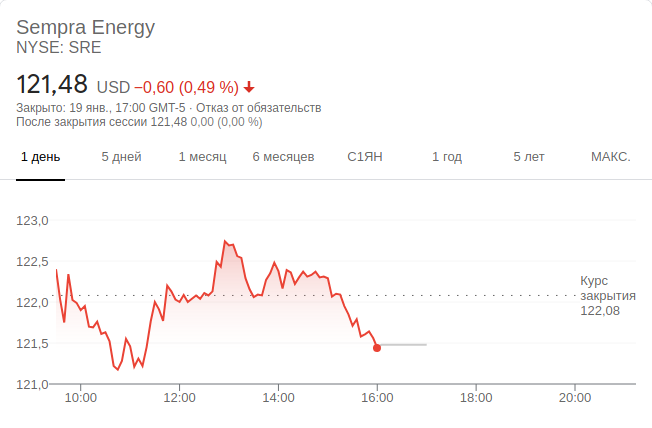 Sempra Energy
NYSE: SRE
121,48 USD −0,60 (0,49 %)
Закрыто: 19 янв., 17:00 GMT-5 · Отказ от обязательств
После закрытия сессии 121,48 0,00 (0,00 %)
1 день 5 дней 1 месяц 6 месяцев С1ЯН 1 год 5 лет МАКС.
123,0
122,5
Курс
закрытия
122,08
122,0
121,5
121,0
10:00 12:00 14:00 16:00 18:00 20:00